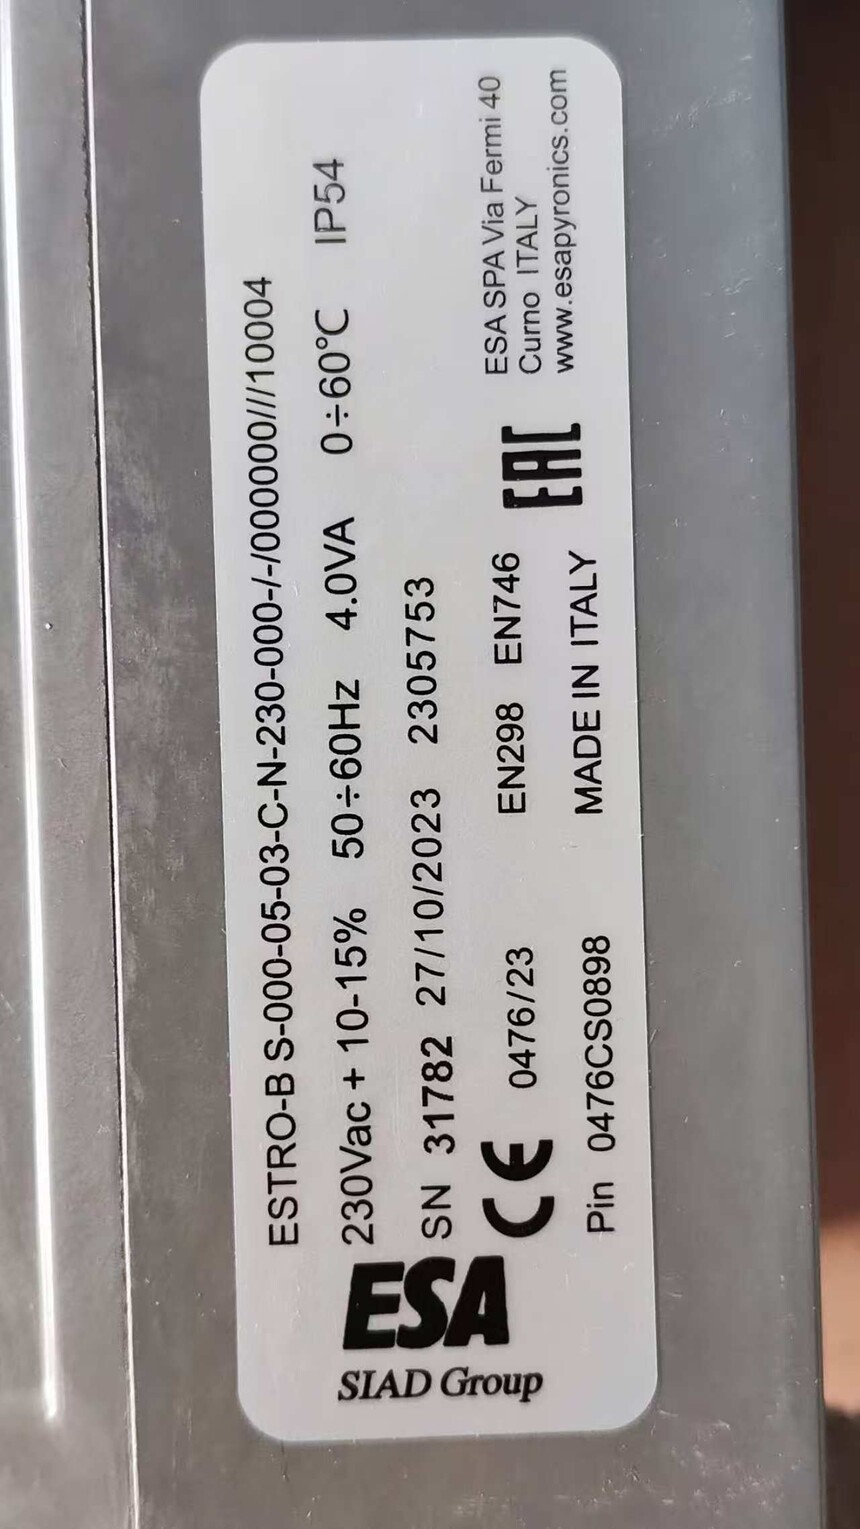 ESTRO-B S-000-05-03-C-N-230-000-/-/000000///10004
230Vac + 10-15% 50÷60Hz 4.0VA 0÷60°C IP54
SN 31782 27/10/2023 2305753
ESA
SIAD Group
CE 0476/23 EN298 EN746
Pin 0476CS0898 MADE IN ITALY
EAC
ESA SPA Via Fermi 40
Curno ITALY
www.esapyronics.com